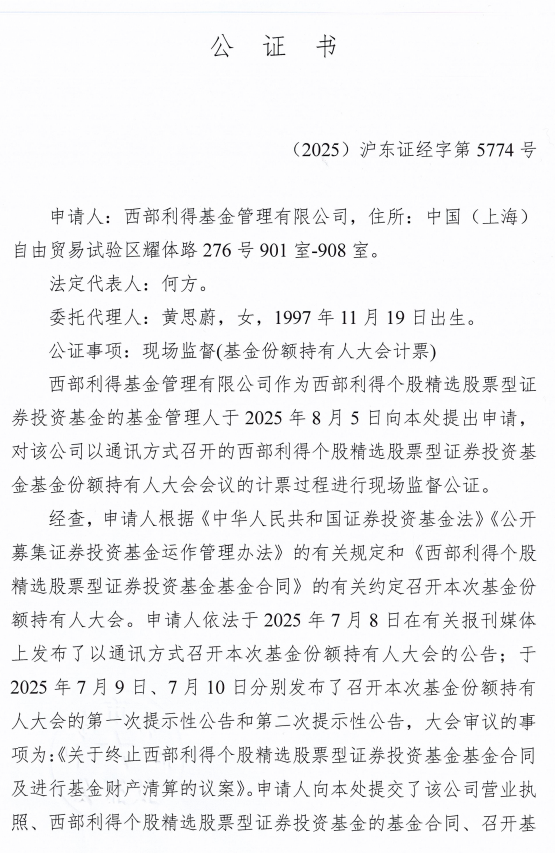 公 证 书
（2025）沪东证经字第 5774 号
申请人：西部利得基金管理有限公司，住所：中国（上海）
自由贸易试验区耀体路 276 号 901 室-908 室。
法定代表人：何方。
委托代理人：黄思蔚，女，1997 年 11 月 19 日出生。
公证事项：现场监督(基金份额持有人大会计票)
西部利得基金管理有限公司作为西部利得个股精选股票型证
券投资基金的基金管理人于 2025 年 8 月 5 日向本处提出申请，
对该公司以通讯方式召开的西部利得个股精选股票型证券投资基
金基金份额持有人大会会议的计票过程进行现场监督公证。
经查，申请人根据《中华人民共和国证券投资基金法》《公开
募集证券投资基金运作管理办法》的有关规定和《西部利得个股
精选股票型证券投资基金基金合同》的有关约定召开本次基金份
额持有人大会。申请人依法于 2025 年 7 月 8 日在有关报刊媒体
上发布了以通讯方式召开本次基金份额持有人大会的公告；于
2025 年 7 月 9 日、7 月 10 日分别发布了召开本次基金份额持有
人大会的第一次提示性公告和第二次提示性公告，大会审议的事
项为：《关于终止西部利得个股精选股票型证券投资基金基金合同
及进行基金财产清算的议案》。申请人向本处提交了该公司营业执
照、西部利得个股精选股票型证券投资基金的基金合同、召开基